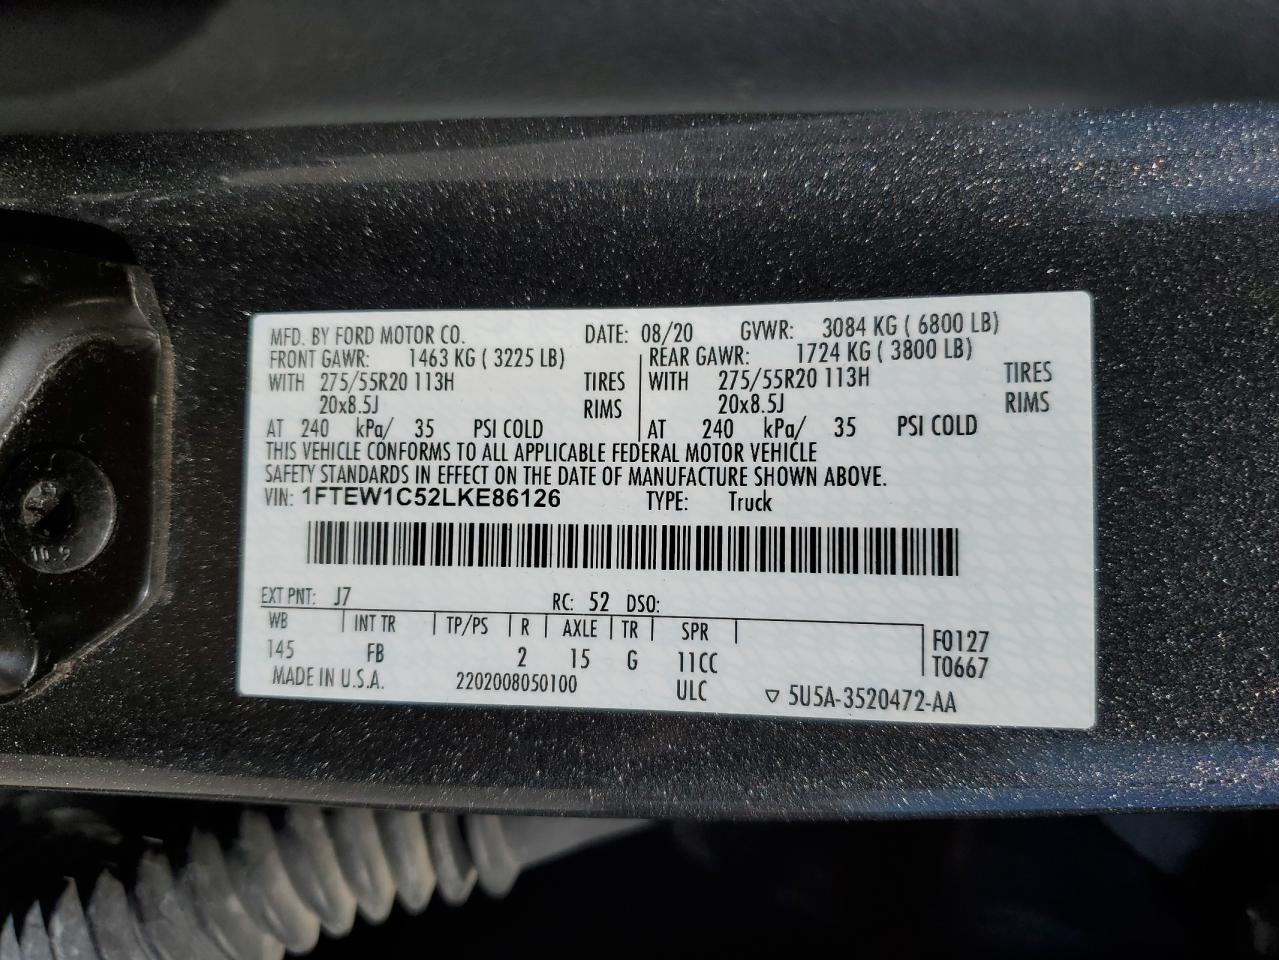 MFD. BY FORD MOTOR CO. DATE: 08/20 GVWR: 3084 KG ( 6800 LB)
FRONT GAWR: 1463 KG ( 3225 LB) REAR GAWR: 1724 KG ( 3800 LB)
WITH 275/55R20 113H TIRES WITH 275/55R20 113H TIRES
20x8.5J RIMS 20x8.5J RIMS
AT 240 kPa/ 35 PSI COLD AT 240 kPa/ 35 PSI COLD
THIS VEHICLE CONFORMS TO ALL APPLICABLE FEDERAL MOTOR VEHICLE
SAFETY STANDARDS IN EFFECT ON THE DATE OF MANUFACTURE SHOWN ABOVE.
VIN: 1FTEW1C52LKE86126 TYPE: Truck
EXT PNT: J7 RC: 52 DSO:
WB INT TR TP/PS R AXLE TR SPR F0127
145 FB 2 15 G 11CC T0667
MADE IN U.S.A. 2202008050100 ULC ▽ 5U5A-3520472-AA
10.9